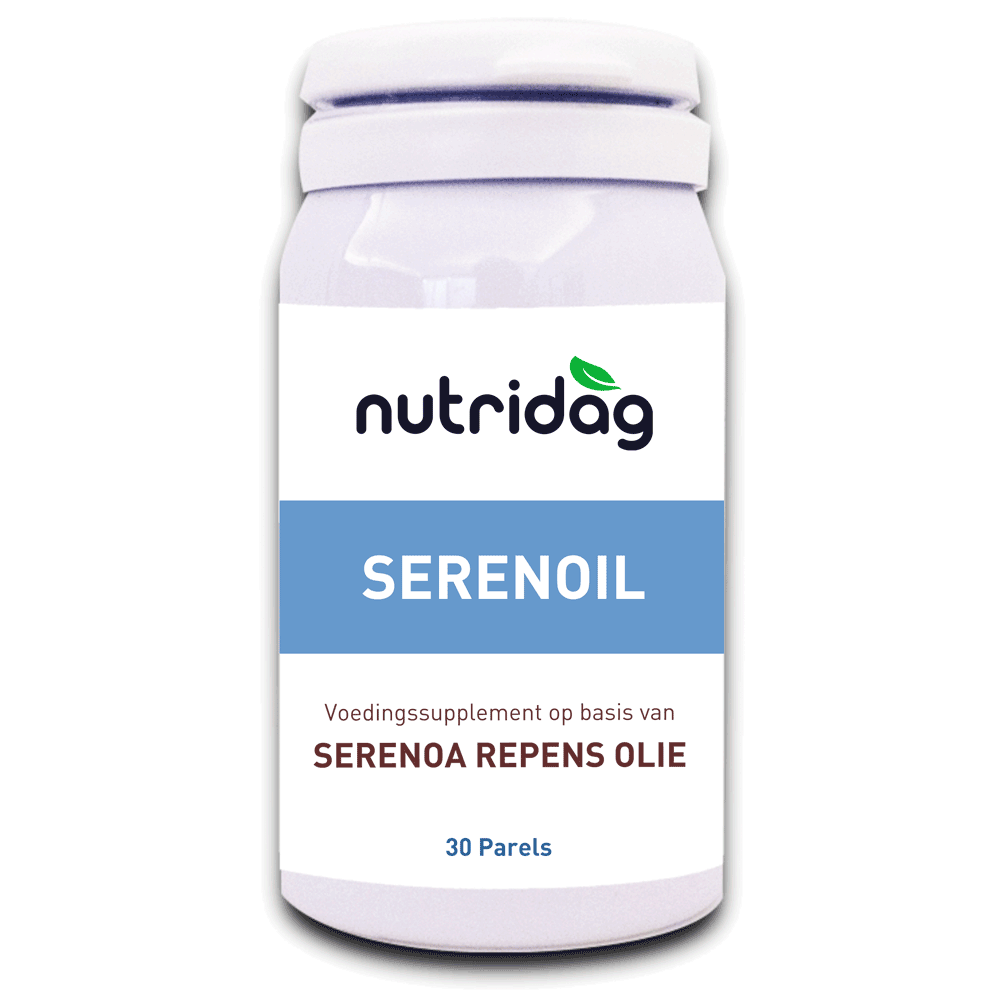 nutridag
SERENOIL
Voedingssupplement op basis van
SERENOA REPENS OLIE
30 Parels